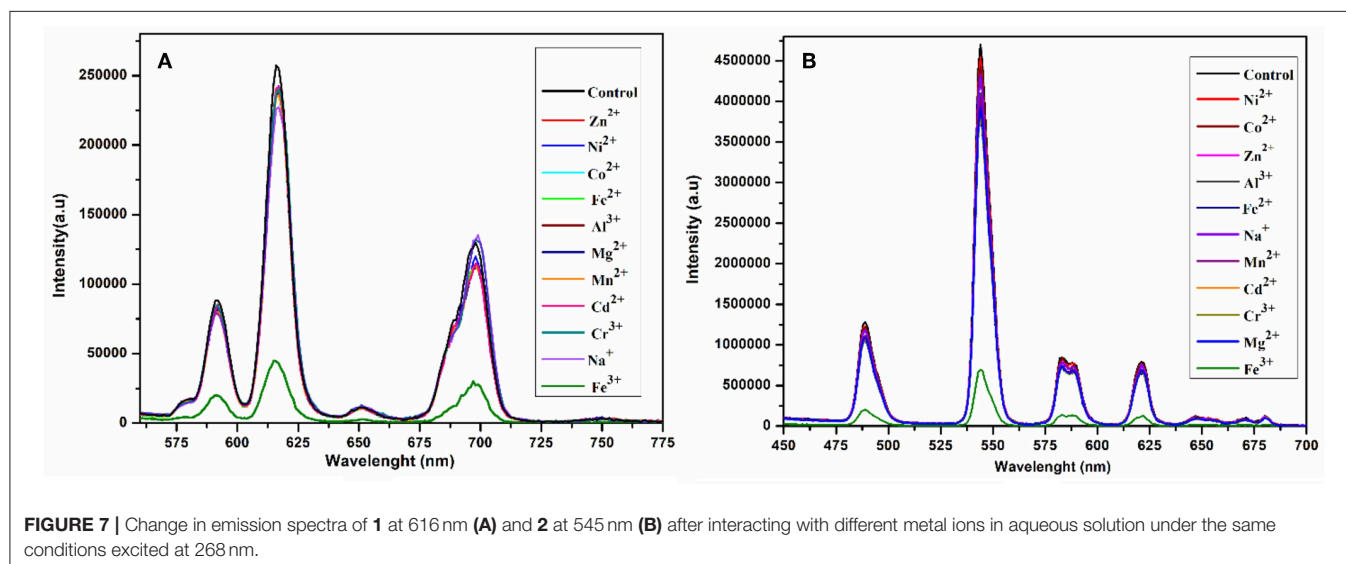 A
250000
200000
150000
100000
50000
0
Intensity(a.u)
575
600
625
650
675
700
725
750
775
Wavelenght (nm)
Control
Zn2+
Ni2+
Co2+
Fe2+
Al3+
Mg2+
Mn2+
Cd2+
Cr3+
Na+
Fe3+
B
4500000
4000000
3500000
3000000
2500000
2000000
1500000
1000000
500000
0
Intensity (a.u)
450
475
500
525
550
575
600
625
650
675
700
Wavelenght (nm)
Control
Ni2+
Co2+
Zn2+
Al3+
Fe2+
Na+
Mn2+
Cd2+
Cr3+
Mg2+
Fe3+
FIGURE 7 | Change in emission spectra of 1 at 616 nm (A) and 2 at 545 nm (B) after interacting with different metal ions in aqueous solution under the same
conditions excited at 268 nm.